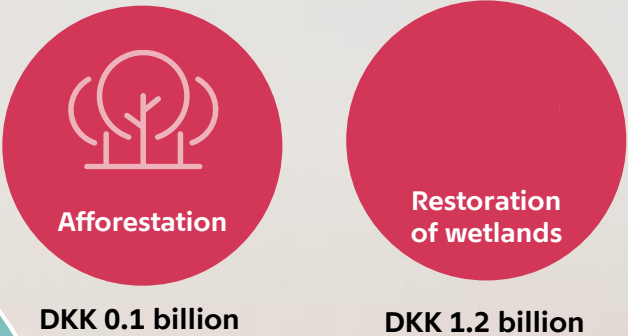 Afforestation
DKK 0.1 billion
Restoration
of wetlands
DKK 1.2 billion